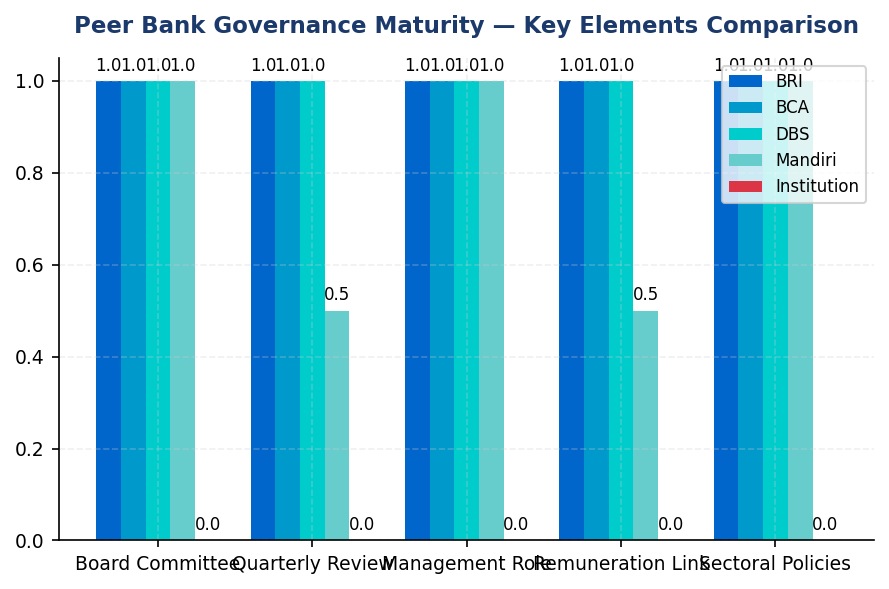 Peer Bank Governance Maturity — Key Elements Comparison
1.0 1.0 1.0 1.0 1.0 1.0 1.0 1.0 1.0 1.0 1.0 1.0 1.0 1.0 1.0 1.0 1.0 1.0
BRI
BCA
DBS
Mandiri
Institution
1.0
0.8
0.6
0.5 0.5
0.4
0.2
0.0 0.0 0.0 0.0 0.0
0.0
Board Committee Quarterly Review Management Role Remuneration Link Sectoral Policies